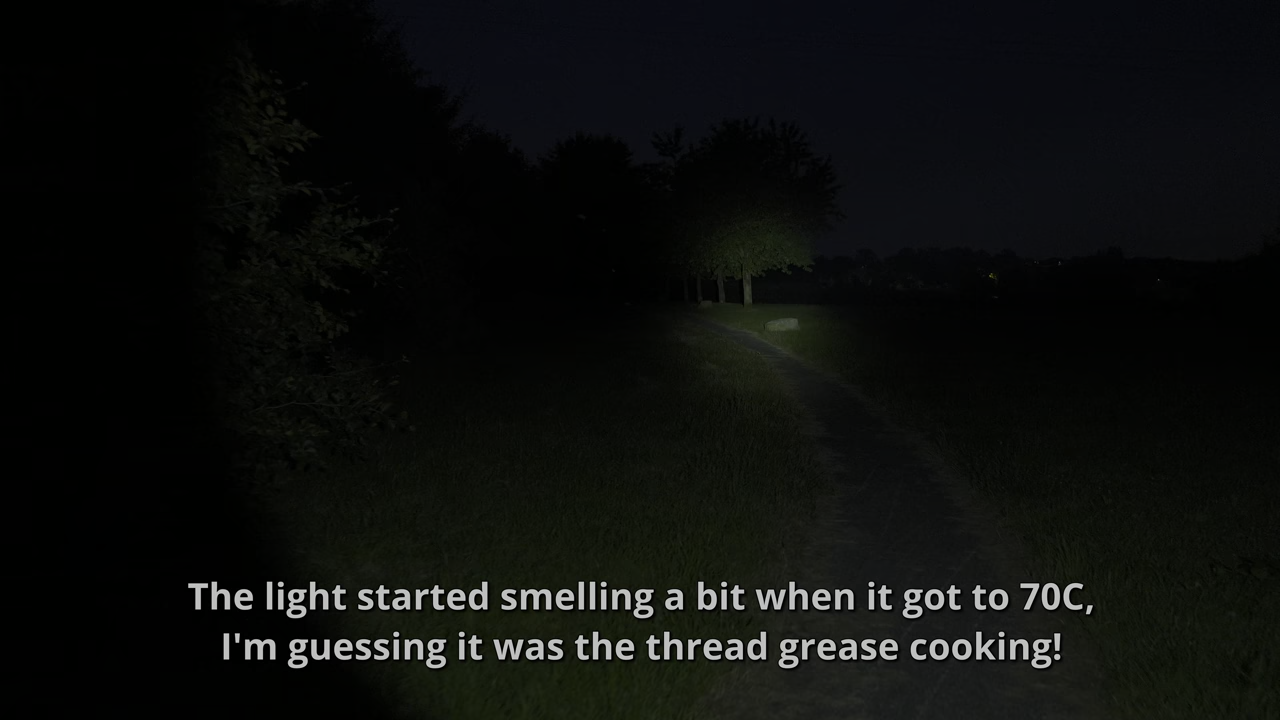 The light started smelling a bit when it got to 70C,
I'm guessing it was the thread grease cooking!